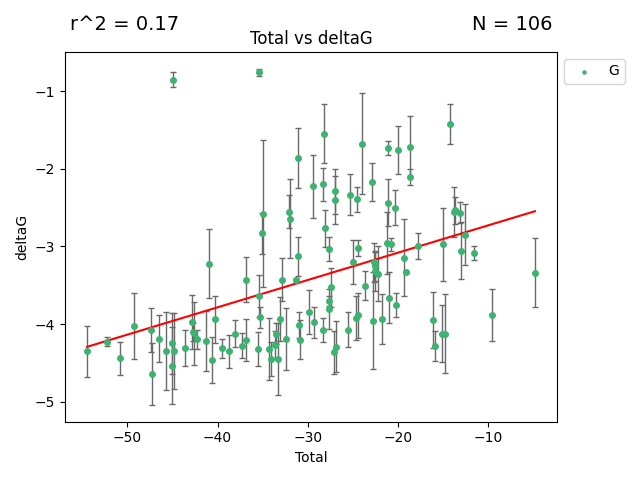 r^2 = 0.17
N = 106
Total vs deltaG
G
deltaG
−1
−2
−3
−4
−5
−50
−40
−30
−20
−10
Total